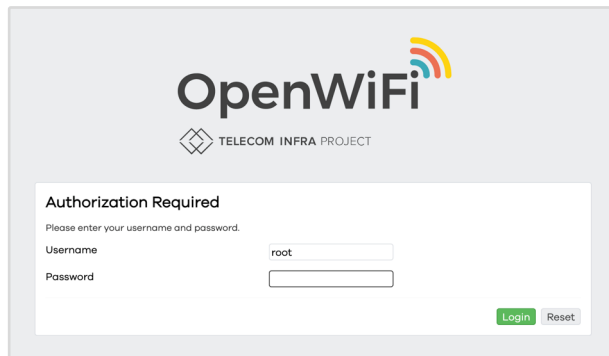 OpenWiFi
TELECOM INFRA PROJECT
Authorization Required
Please enter your username and password.
Username root
Password
Login Reset